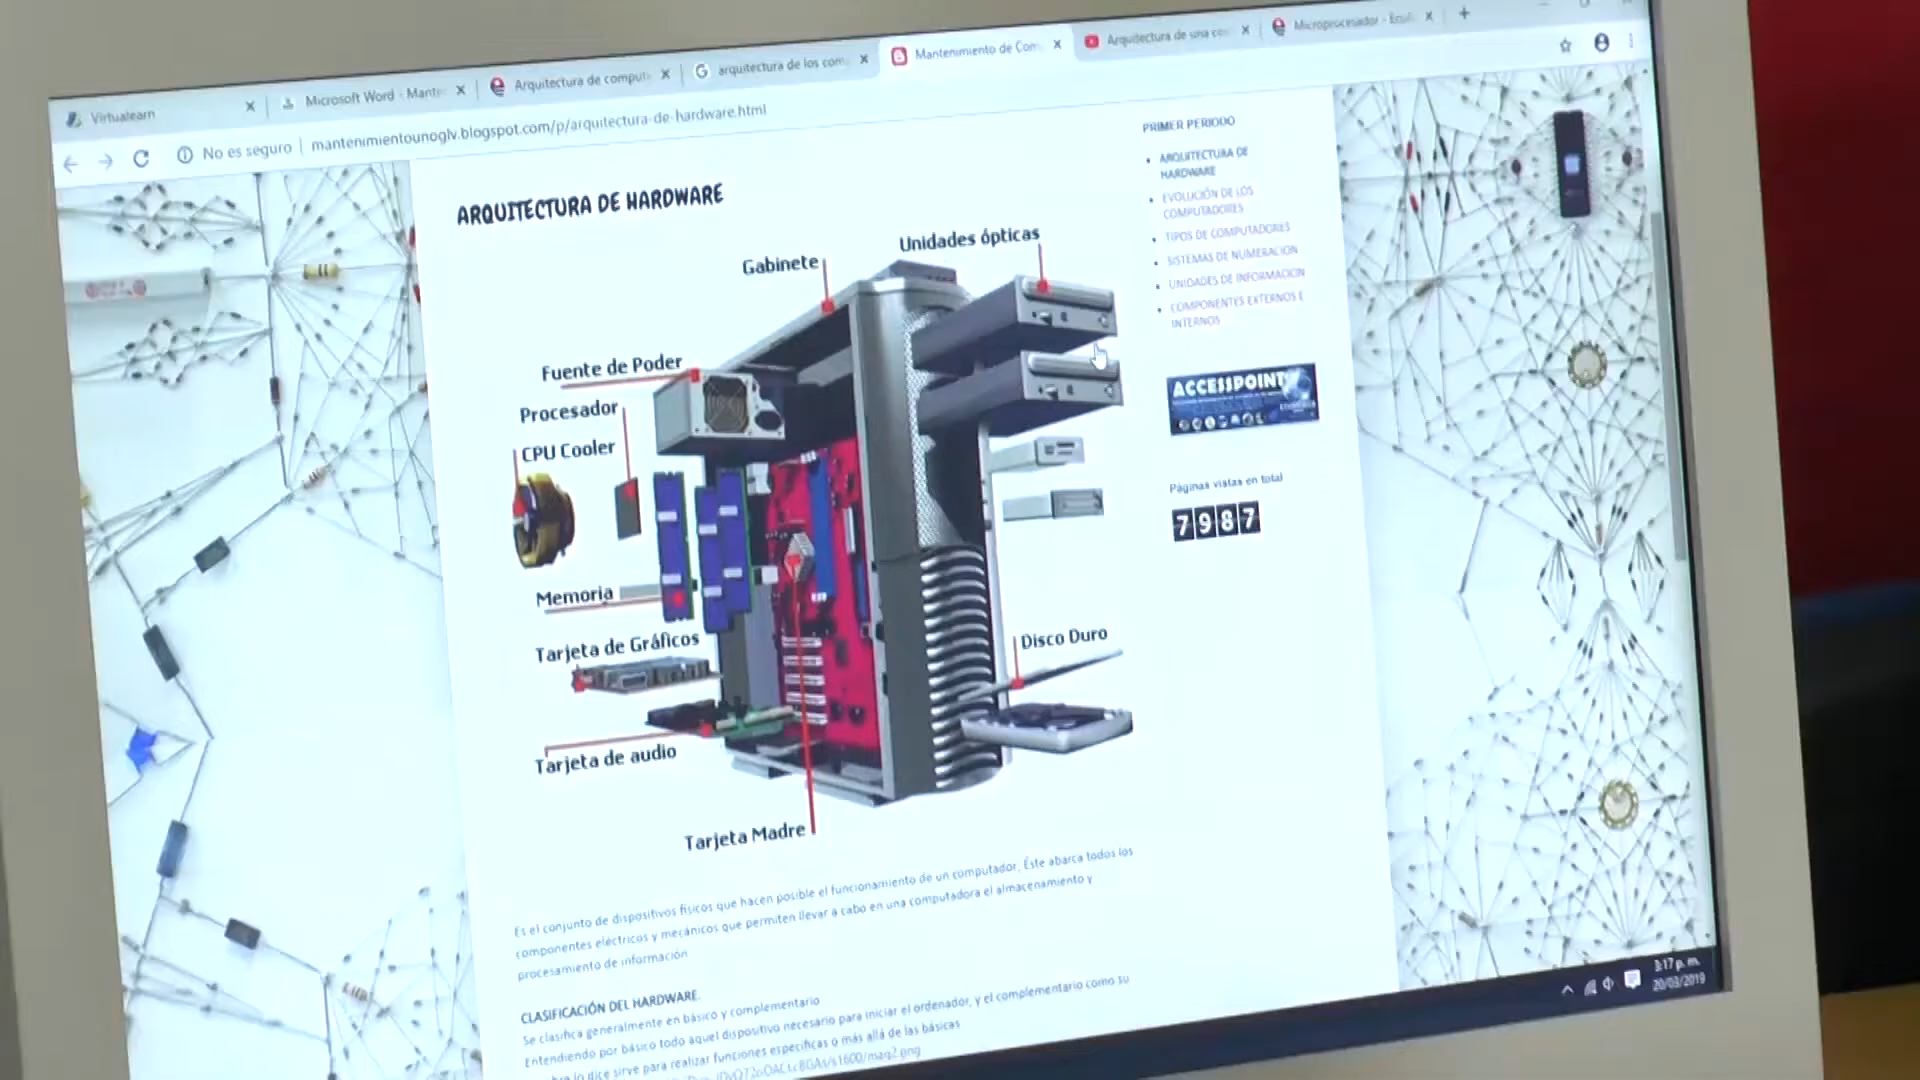 Virtualearn
Microsoft Word - Mante
Arquitectura de comput
arquitectura de los com
Mantenimiento de Com
Arquitectura de una co
Microprocesador - Ecu
No es seguro | mantenimientounoglv.blogspot.com/p/arquitectura-de-hardware.html
ARQUITECTURA DE HARDWARE
Unidades ópticas
Gabinete
Fuente de Poder
Procesador
CPU Cooler
Memoria
Tarjeta de Gráficos
Tarjeta de audio
Disco Duro
Tarjeta Madre
PRIMER PERIODO
ARQUITECTURA DE
HARDWARE
EVOLUCIÓN DE LOS
COMPUTADORES
TIPOS DE COMPUTADORES
SISTEMAS DE NUMERACION
UNIDADES DE INFORMACION
COMPONENTES EXTERNOS E
INTERNOS
ACCESSPOINT
Páginas vistas en total
7987
Es el conjunto de dispositivos físicos que hacen posible el funcionamiento de un computador, Éste abarca todos los
componentes eléctricos y mecánicos que permiten llevar a cabo en una computadora el almacenamiento y
procesamiento de información
CLASIFICACIÓN DEL HARDWARE.
Se clasifica generalmente en básico y complementario
Entendiendo por básico todo aquel dispositivo necesario para iniciar el ordenador, y el complementario como su
lo dice sirve para realizar funciones específicas o más allá de las básicas
3:17 p. m.
20/03/2019